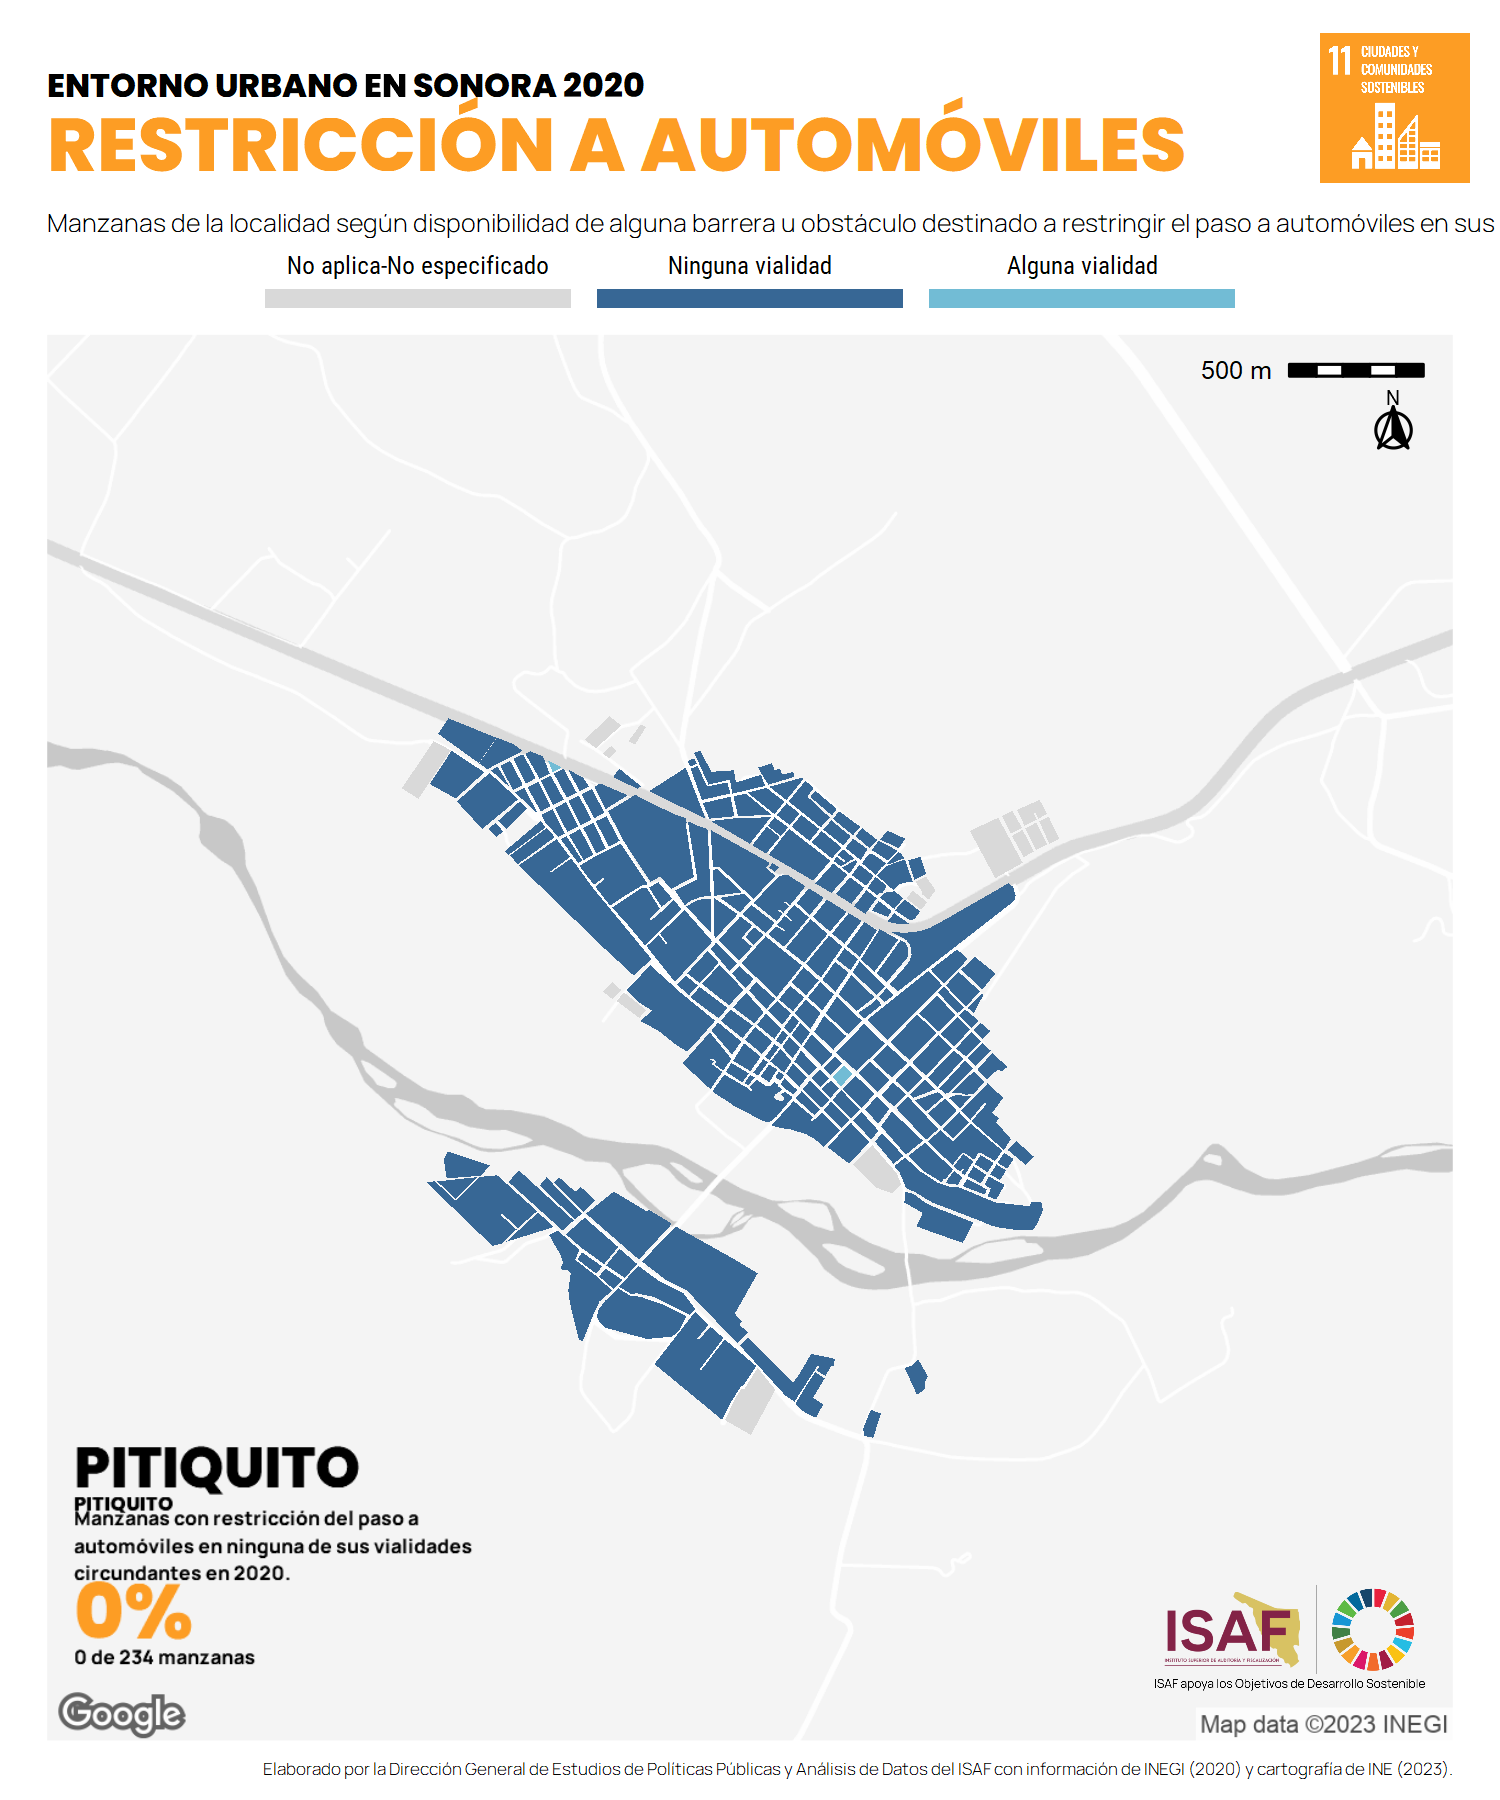 11 CIUDADES Y
COMUNIDADES
SOSTENIBLES
ENTORNO URBANO EN SONORA 2020
RESTRICCIÓN A AUTOMÓVILES
Manzanas de la localidad según disponibilidad de alguna barrera u obstáculo destinado a restringir el paso a automóviles en sus
No aplica-No especificado
Ninguna vialidad
Alguna vialidad
500 m
N
PITIQUITO
PITIQUITO
Manzanas con restricción del paso a
automóviles en ninguna de sus vialidades
circundantes en 2020.
0%
0 de 234 manzanas
ISAF
INSTITUTO SUPERIOR DE AUDITORÍA Y FISCALIZACIÓN
ISAF apoya los Objetivos de Desarrollo Sostenible
Google
Map data ©2023 INEGI
Elaborado por la Dirección General de Estudios de Políticas Públicas y Análisis de Datos del ISAF con información de INEGI (2020) y cartografía de INE (2023).